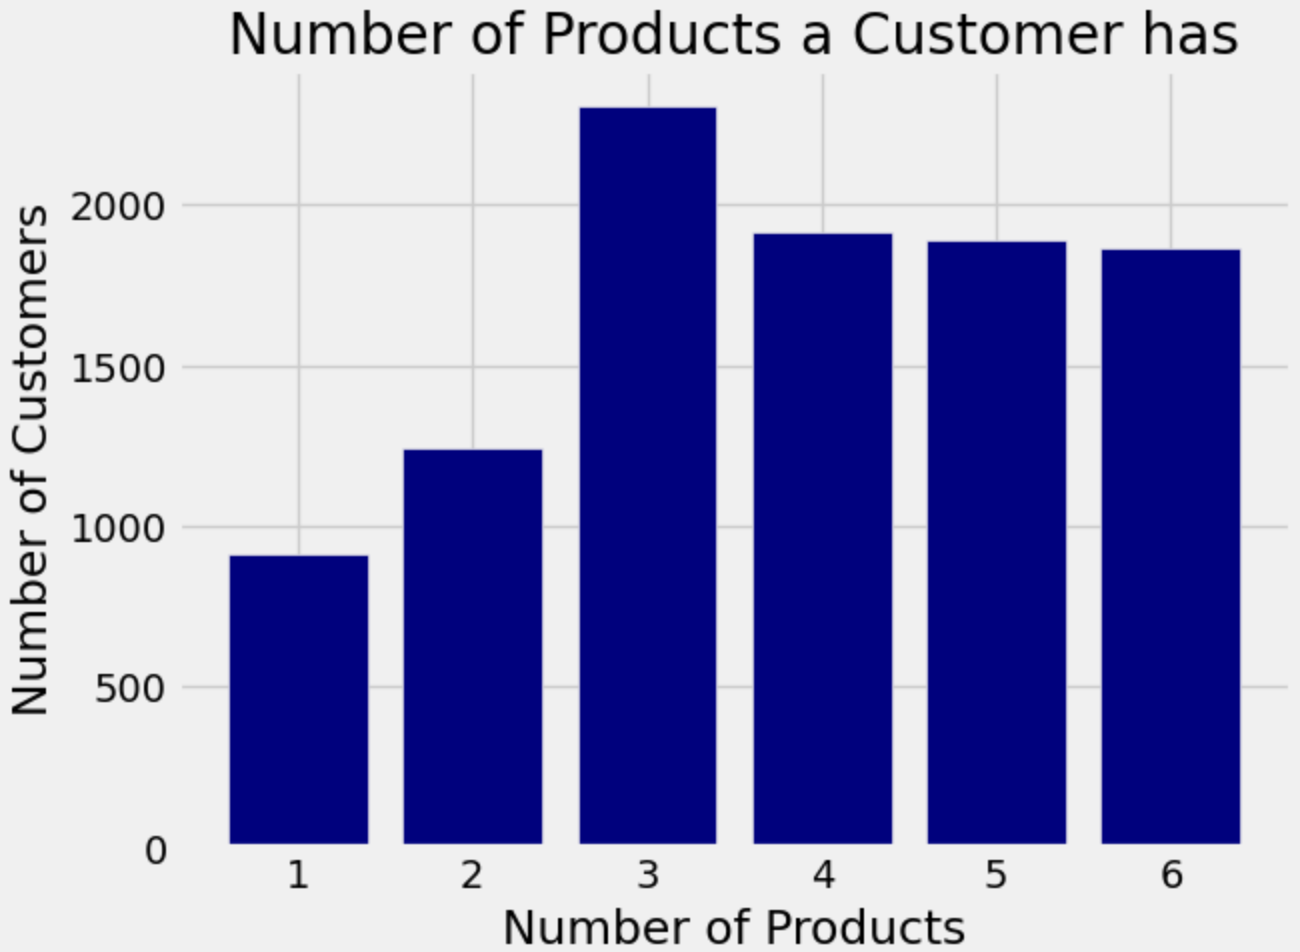 Number of Products a Customer has
Number of Customers
2000
1500
1000
500
0
1 2 3 4 5 6
Number of Products